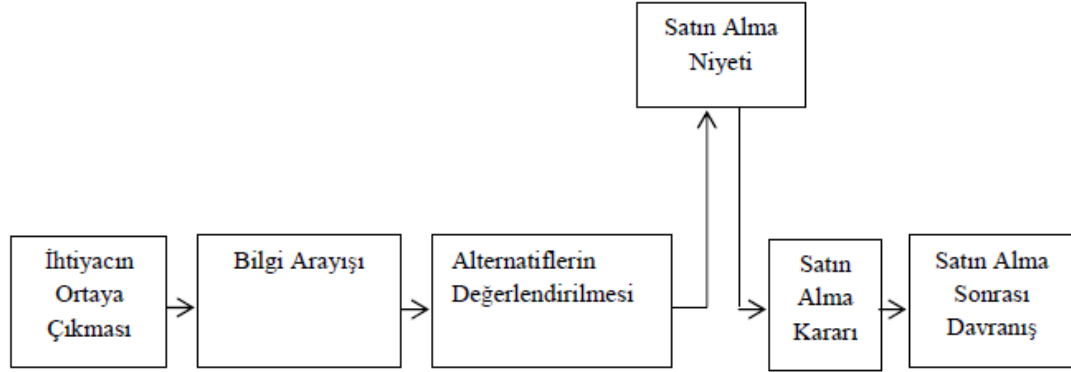 Satın Alma
Niyeti
İhtiyacın
Ortaya
Çıkması
Bilgi Arayışı
Alternatiflerin
Değerlendirilmesi
Satın
Alma
Kararı
Satın Alma
Sonrası
Davranış